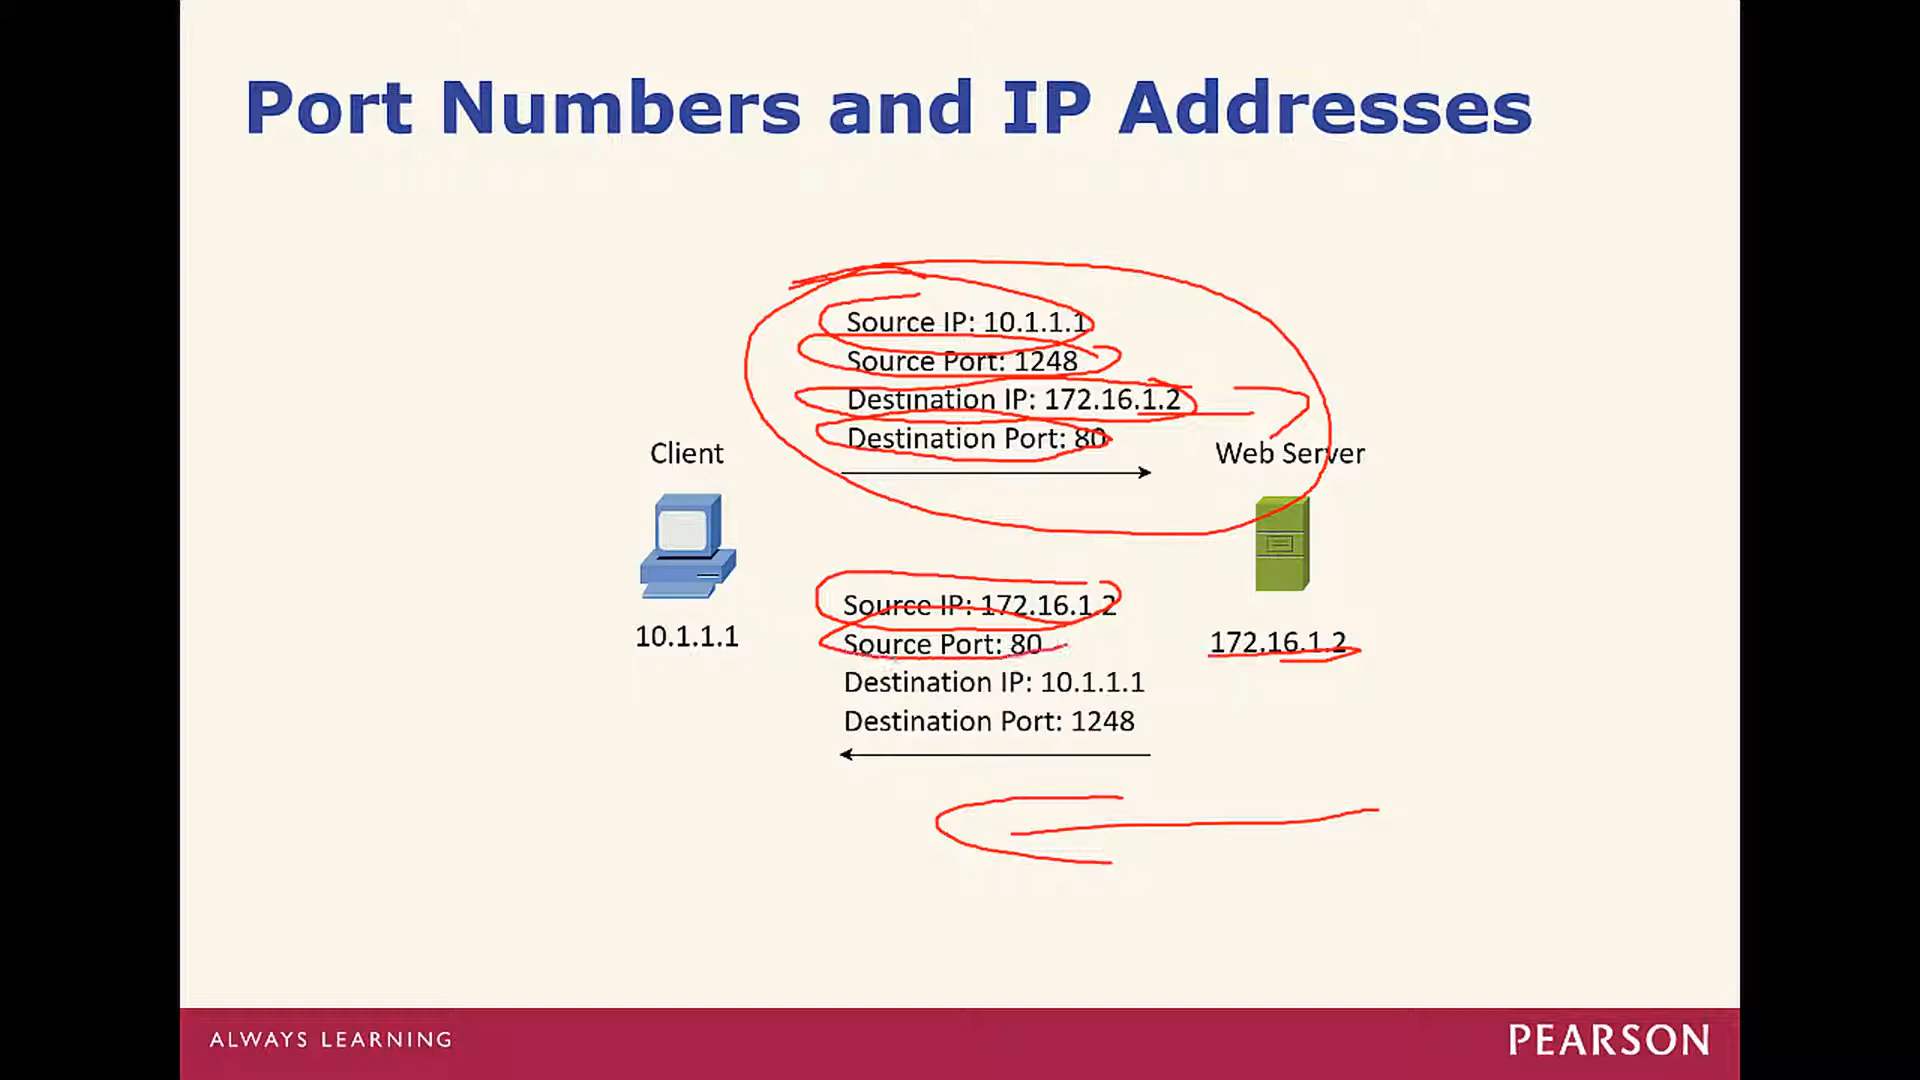 Port Numbers and IP Addresses
Source IP: 10.1.1.1
Source Port: 1248
Destination IP: 172.16.1.2
Destination Port: 80
Client
Web Server
10.1.1.1
Source IP: 172.16.1.2
Source Port: 80
Destination IP: 10.1.1.1
Destination Port: 1248
172.16.1.2
ALWAYS LEARNING
PEARSON